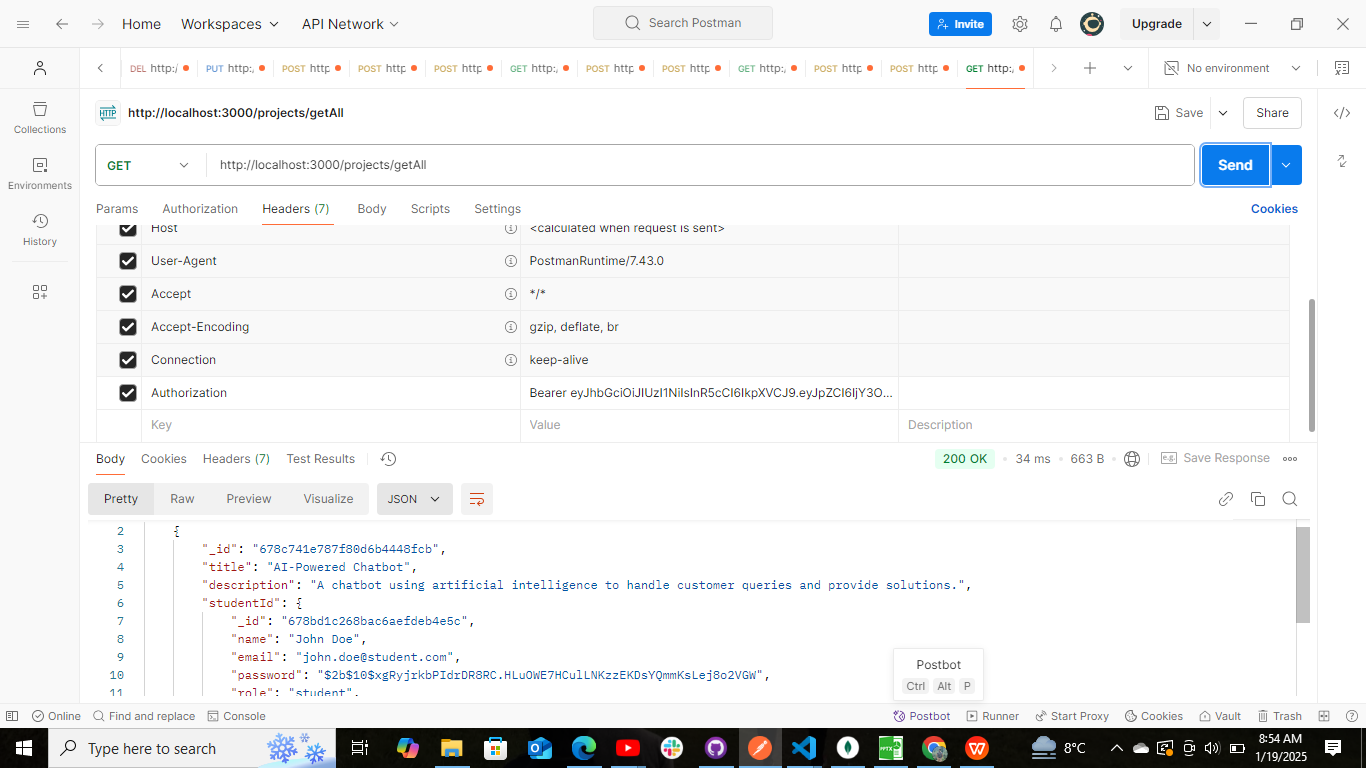 Home Workspaces API Network Search Postman Invite Upgrade
DEL http:/ PUT http:, POST http POST http POST http GET http:, POST http POST http GET http:, POST http POST http GET http:, No environment
HTTP http://localhost:3000/projects/getAll Save Share
GET http://localhost:3000/projects/getAll Send
Params Authorization Headers (7) Body Scripts Settings Cookies
Host <calculated when request is sent>
User-Agent PostmanRuntime/7.43.0
Accept */*
Accept-Encoding gzip, deflate, br
Connection keep-alive
Authorization Bearer eyJhbGciOiJIUzI1NiIsInR5cCI6IkpXVCJ9.eyJpZCI6IjY3O...
Key Value Description
Collections
Environments
History
Body Cookies Headers (7) Test Results 200 OK 34 ms 663 B e.g. Save Response
Pretty Raw Preview Visualize JSON
2 {
3 "_id": "678c741e787f80d6b4448fcb",
4 "title": "AI-Powered Chatbot",
5 "description": "A chatbot using artificial intelligence to handle customer queries and provide solutions.",
6 "studentId": {
7 "_id": "678bd1c268bac6aefdeb4e5c",
8 "name": "John Doe",
9 "email": "john.doe@student.com",
10 "password": "$2b$10$xgRyjrkbPIdrDR8RC.HLuOWE7HCulLNKzzEKDsYQmmKsLej8o2VGW",
11 "role": "student",
Postbot
Ctrl Alt P
Online Find and replace Console Postbot Runner Start Proxy Cookies Vault Trash
Type here to search 8°C 8:54 AM
1/19/2025